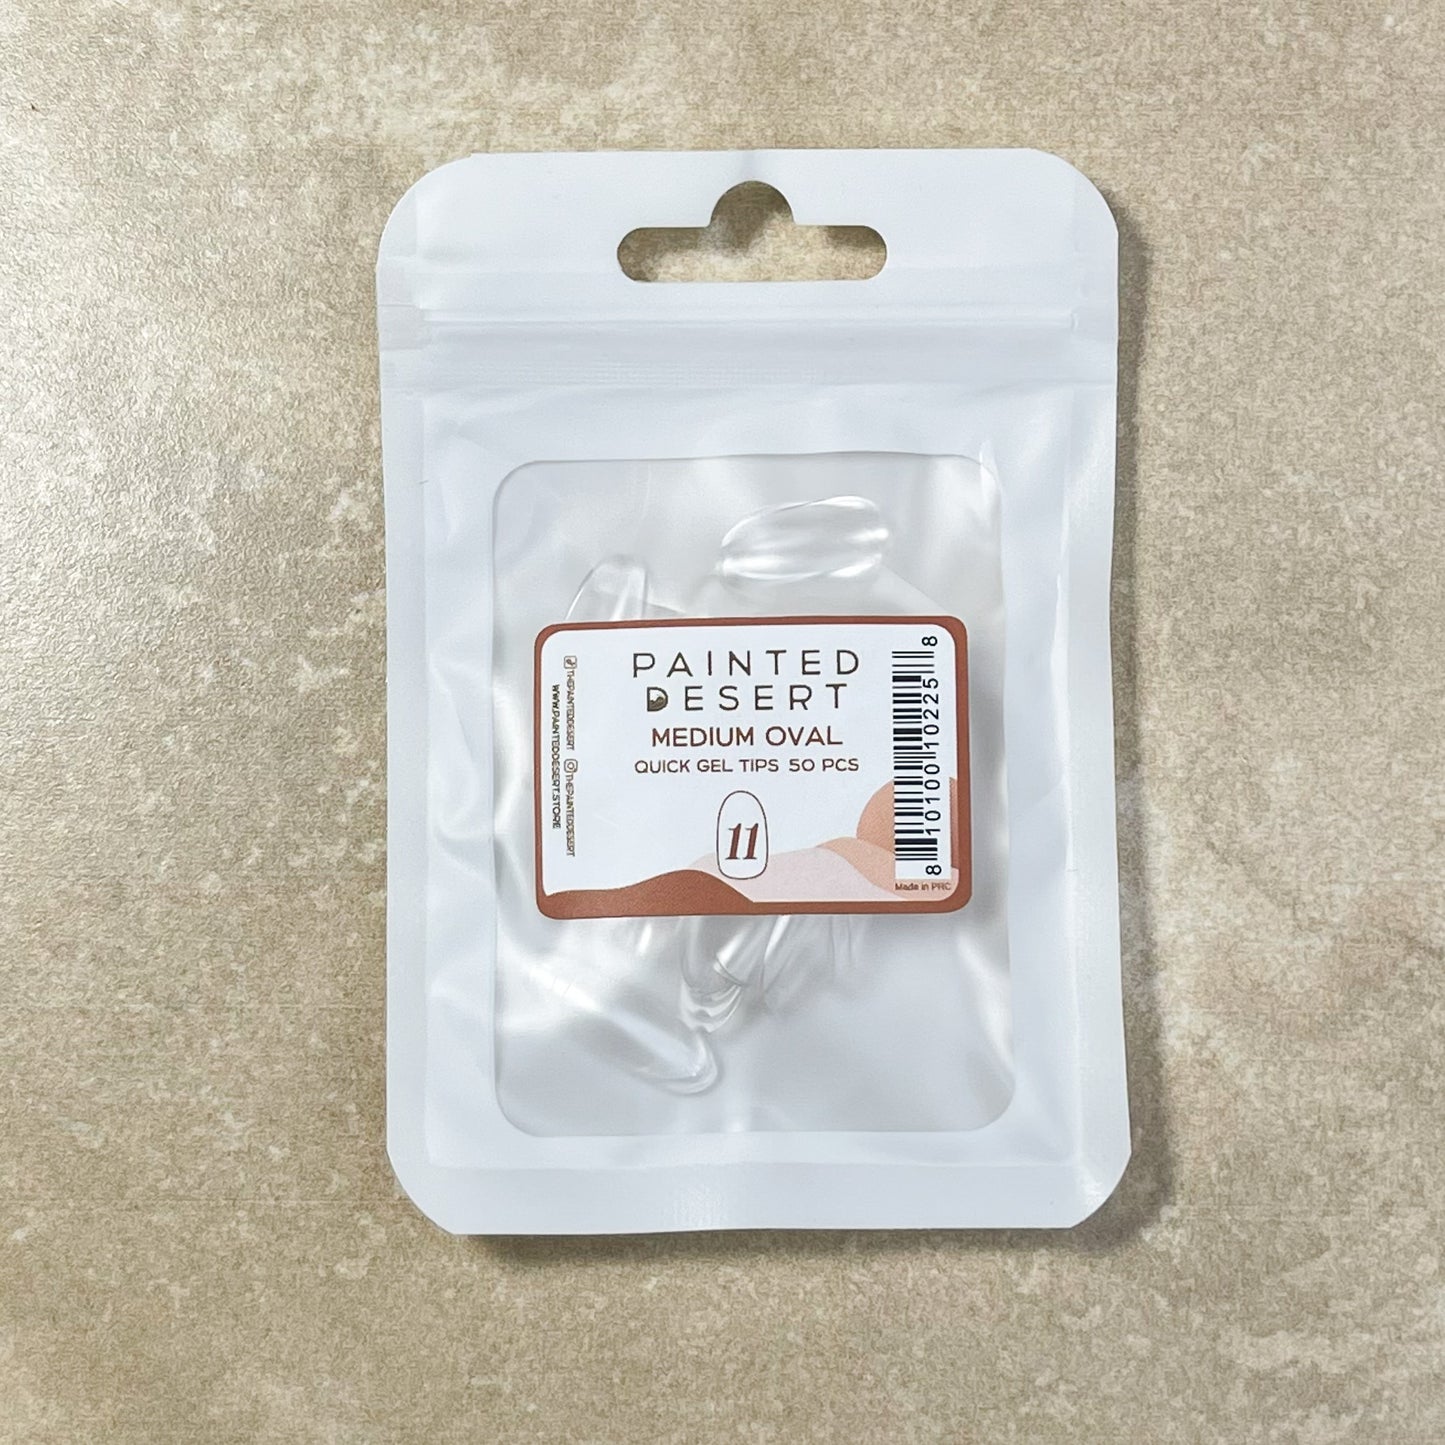 PAINTED
DESERT
MEDIUM OVAL
QUICK GEL TIPS 50 PCS
11
THEPAINTEDDESERT THEPAINTEDDESERT
WWW.PAINTEDDESERT.STORE
8 10100 10225 8
Made in PRC